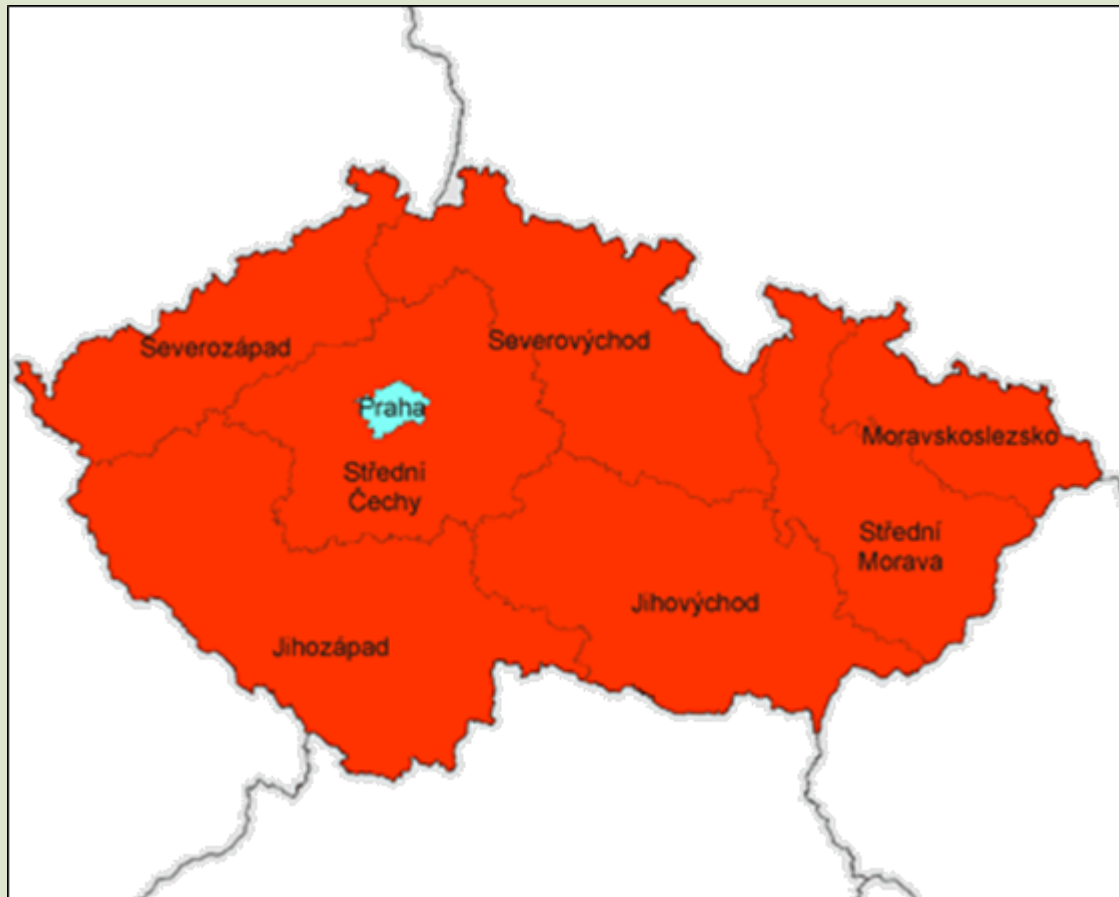 Severozápad
Severovýchod
Praha
Moravskoslezsko
Střední
Čechy
Střední
Morava
Jihovýchod
Jihozápad